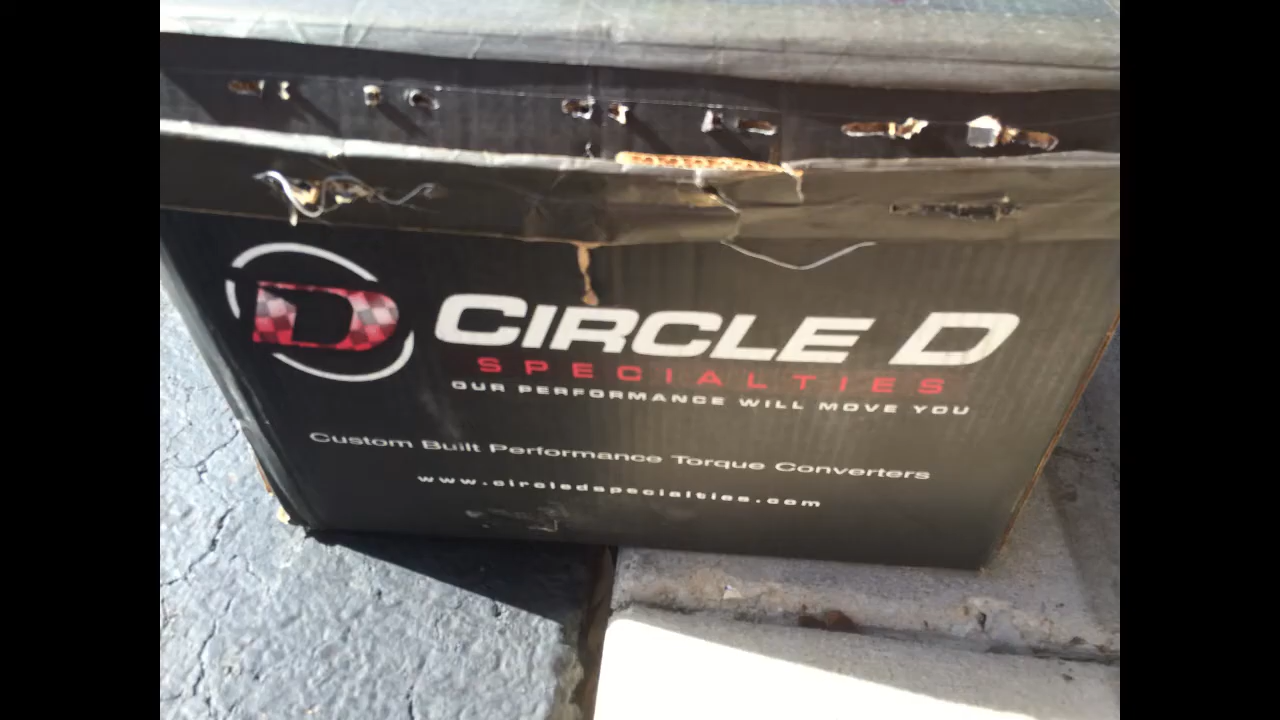 D CIRCLE D
SPECIALTIES
OUR PERFORMANCE WILL MOVE YOU
Custom Built Performance Torque Converters
www.circledspecialties.com